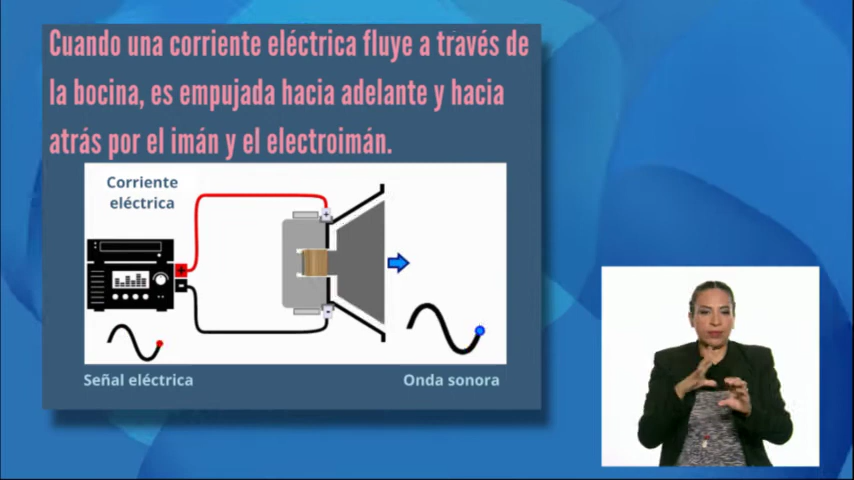 Cuando una corriente eléctrica fluye a través de
la bocina, es empujada hacia adelante y hacia
atrás por el imán y el electroimán.
Corriente
eléctrica
+
-
+
-
Señal eléctrica
Onda sonora